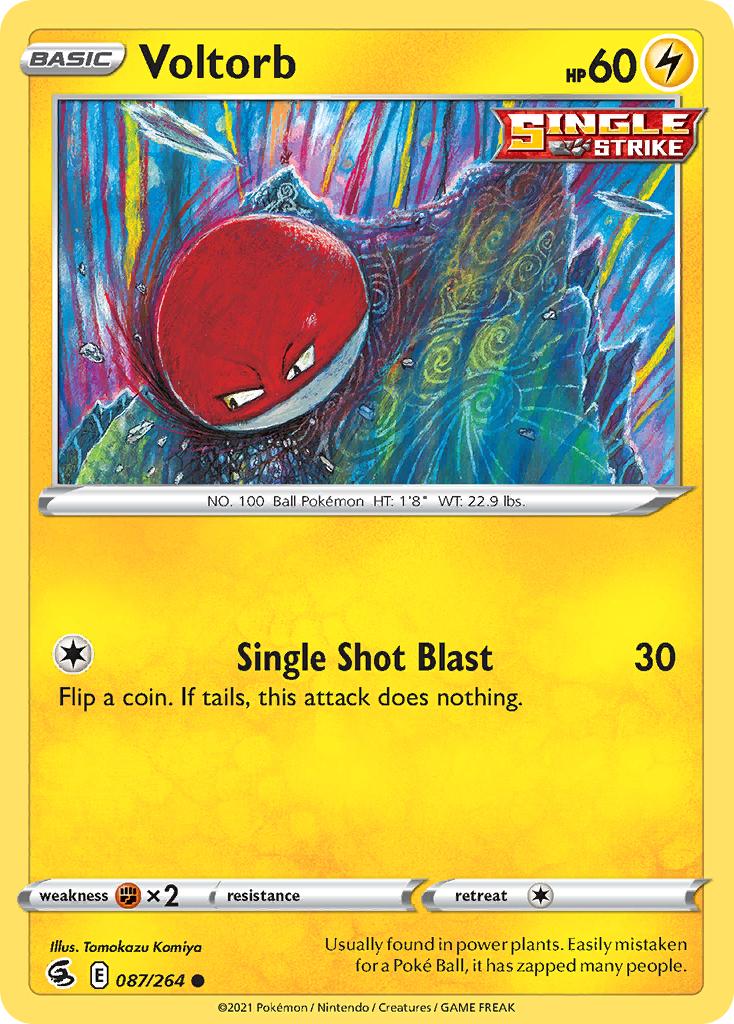 BASIC Voltorb HP60
SINGLE
STRIKE
NO. 100 Ball Pokémon HT: 1'8" WT: 22.9 lbs.
Single Shot Blast 30
Flip a coin. If tails, this attack does nothing.
weakness ×2 resistance retreat
Illus. Tomokazu Komiya
Usually found in power plants. Easily mistaken
for a Poké Ball, it has zapped many people.
E 087/264
©2021 Pokémon / Nintendo / Creatures / GAME FREAK